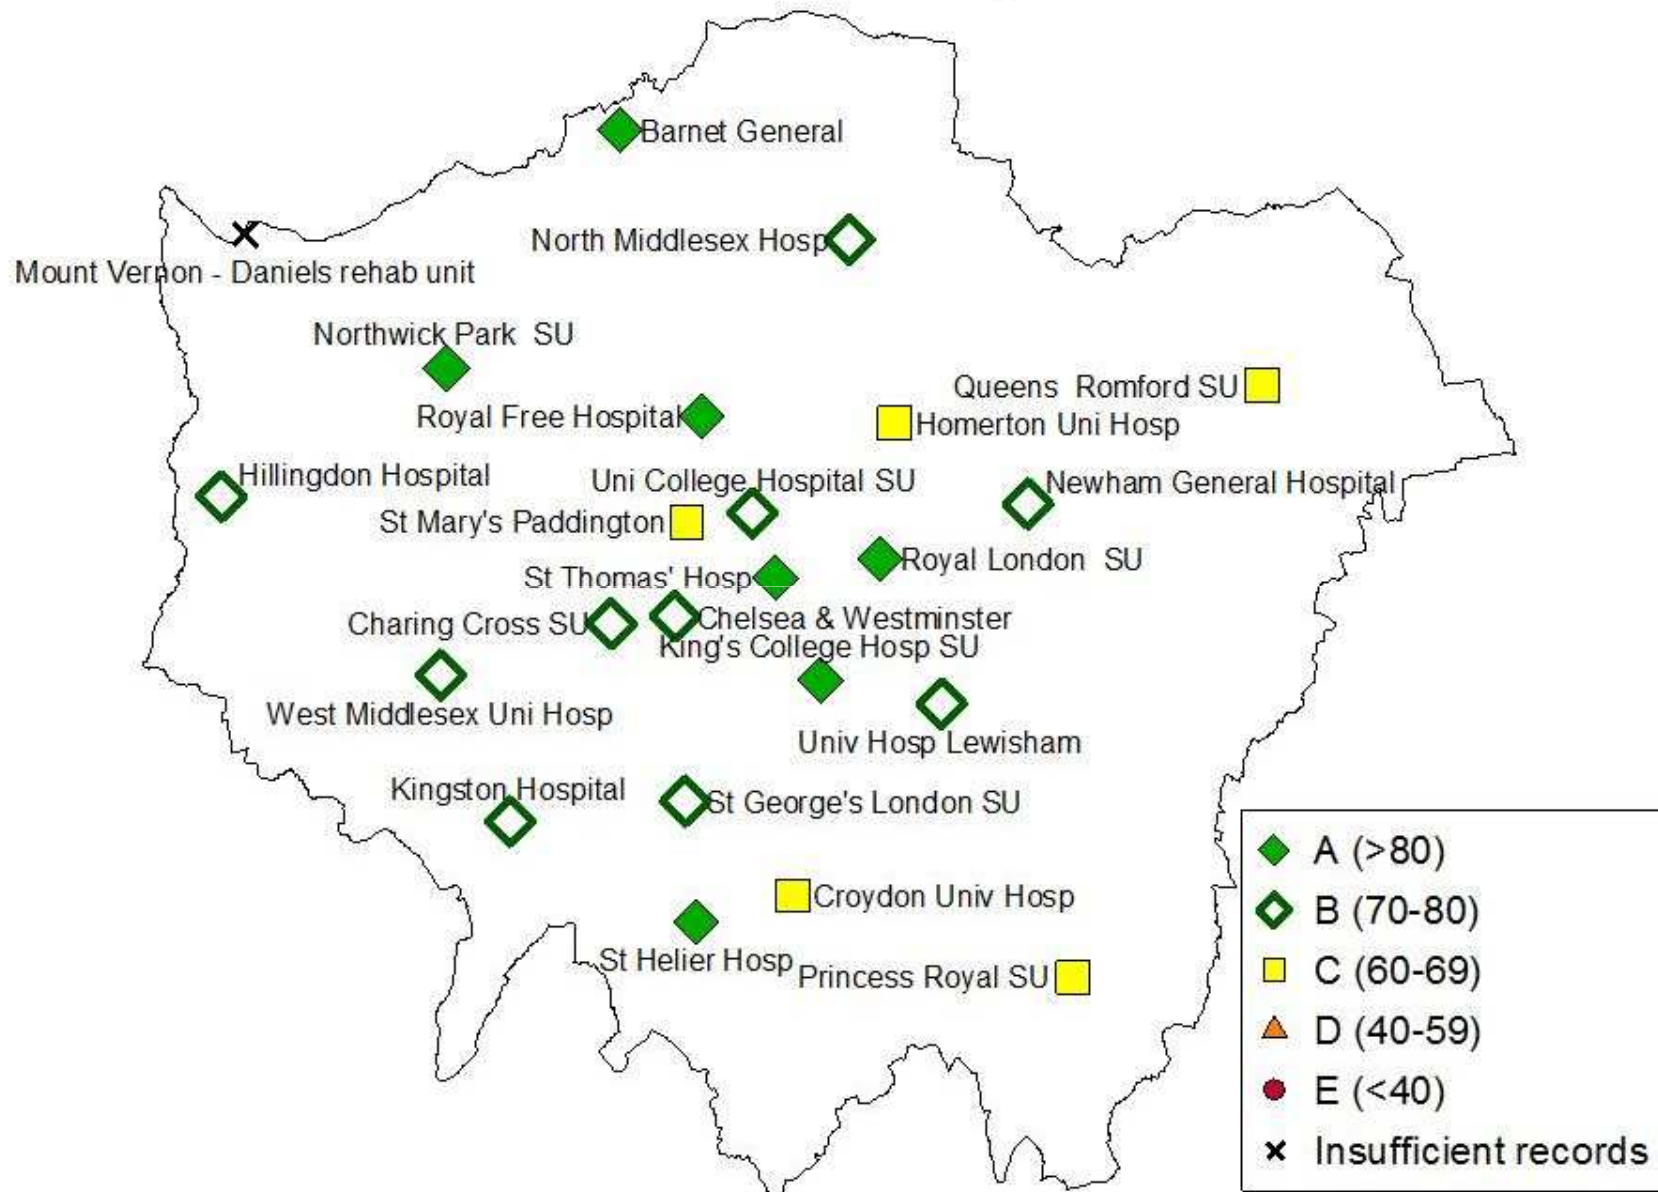 Barnet General
North Middlesex Hosp
Mount Vernon - Daniels rehab unit
Northwick Park  SU
Queens  Romford SU
Royal Free Hospital
Homerton Uni Hosp
Hillingdon Hospital
Uni College Hospital SU
Newham General Hospital
St Mary's Paddington
Royal London  SU
St Thomas' Hosp
Charing Cross SU
Chelsea & Westminster
King's College Hosp SU
West Middlesex Uni Hosp
Univ Hosp Lewisham
Kingston Hospital
St George's London SU
Croydon Univ Hosp
St Helier Hosp
Princess Royal SU
A (>80)
B (70-80)
C (60-69)
D (40-59)
E (<40)
Insufficient records